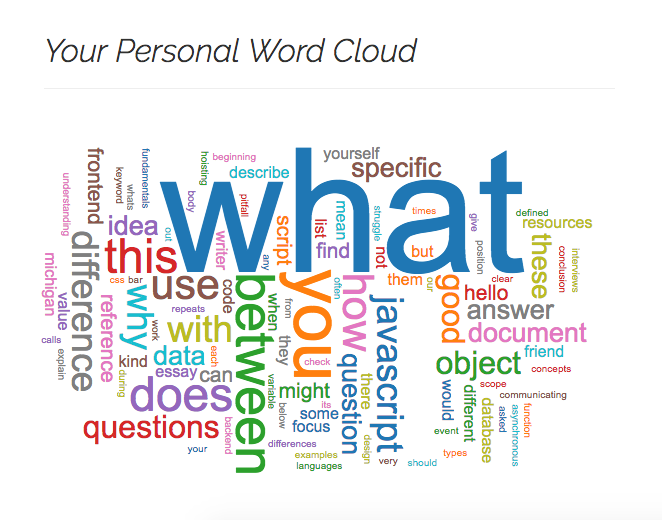 Your Personal Word Cloud
what
yourself
specific
beginning
hoisting
describe
fundamentals
frontend
keyword
whats
understanding
body
pitfall
idea
out
this
writer
any
script
list
mean
find
struggle
not
times
but
give
position
defined
resources
these
conclusion
interviews
michigan
difference
css
bar
use
code
between
when
from
you
often
how
them
our
javascript
good
clear
hello
answer
document
value
reference
why
repeats
work
with
calls
explain
during
kind
data
each
essay
can
they
check
question
there
object
friend
concepts
scope
does
variable
might
its
below
some
focus
would
different
database
communicating
asked
asynchronous
function
questions
your
backend
differences
examples
languages
design
very
should
event
types